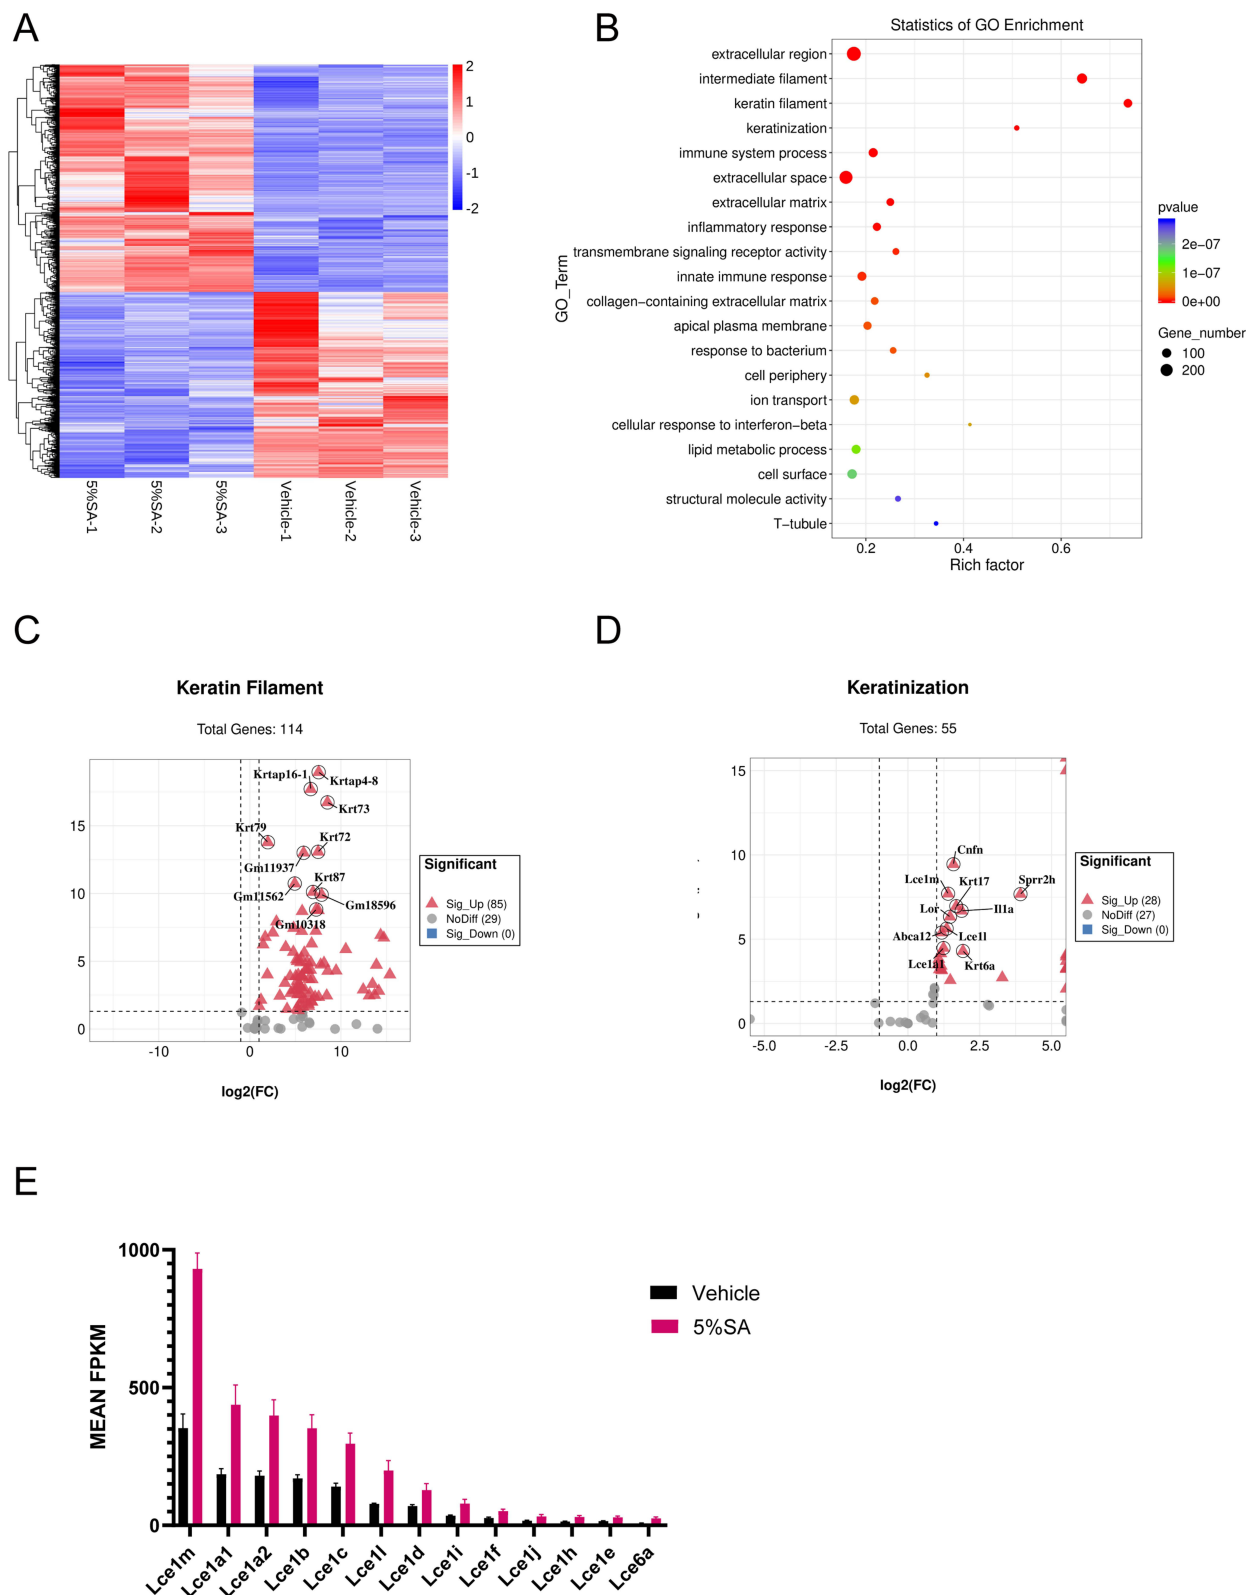 A
2
1
0
-1
-2
5%SA-1
5%SA-2
5%SA-3
Vehicle-1
Vehicle-2
Vehicle-3
B
Statistics of GO Enrichment
GO_Term
extracellular region
intermediate filament
keratin filament
keratinization
immune system process
extracellular space
extracellular matrix
inflammatory response
transmembrane signaling receptor activity
innate immune response
collagen−containing extracellular matrix
apical plasma membrane
response to bacterium
cell periphery
ion transport
cellular response to interferon−beta
lipid metabolic process
cell surface
structural molecule activity
T−tubule
0.2
0.4
0.6
Rich factor
pvalue
2e−07
1e−07
0e+00
Gene_number
100
200
C
Keratin Filament
Total Genes: 114
15
10
5
0
-10
0
10
log2(FC)
Krtap16-1
Krtap4-8
Krt73
Krt79
Krt72
Gm11937
Krt87
Gm11562
Gm18596
Gm10318
Significant
Sig_Up (85)
NoDiff (29)
Sig_Down (0)
D
Keratinization
Total Genes: 55
15
10
5
0
-5.0
-2.5
0.0
2.5
5.0
log2(FC)
Cnfn
Lce1m
Krt17
Sprr2h
Lor
Il1a
Abca12
Lce1l
Lce1a1
Krt6a
Significant
Sig_Up (28)
NoDiff (27)
Sig_Down (0)
E
MEAN FPKM
1000
500
0
Lce1m
Lce1a1
Lce1a2
Lce1b
Lce1c
Lce1l
Lce1d
Lce1i
Lce1f
Lce1j
Lce1h
Lce1e
Lce6a
Vehicle
5%SA